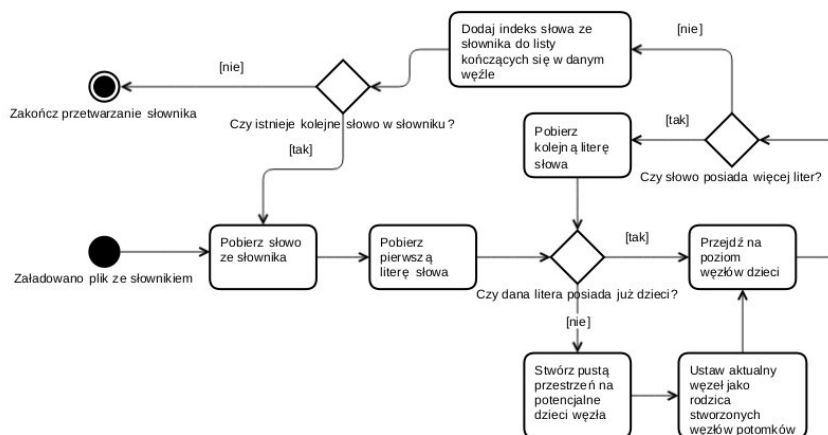 Dodaj indeks słowa ze
słownika do listy
kończących się w danym
węźle
[nie]
[nie]
Zakończ przetwarzanie słownika
Czy istnieje kolejne słowo w słowniku?
[tak]
Pobierz
kolejną literę
słowa
[tak]
Czy słowo posiada więcej liter?
Załadowano plik ze słownikiem
Pobierz słowo
ze słownika
Pobierz
pierwszą
literę słowa
[tak]
Czy dana litera posiada już dzieci?
Przejdź na
poziom
węzłów dzieci
[nie]
Stwórz pustą
przestrzeń na
potencjalne
dzieci węzła
Ustaw aktualny
węzeł jako
rodzica
stworzonych
węzłów potomków